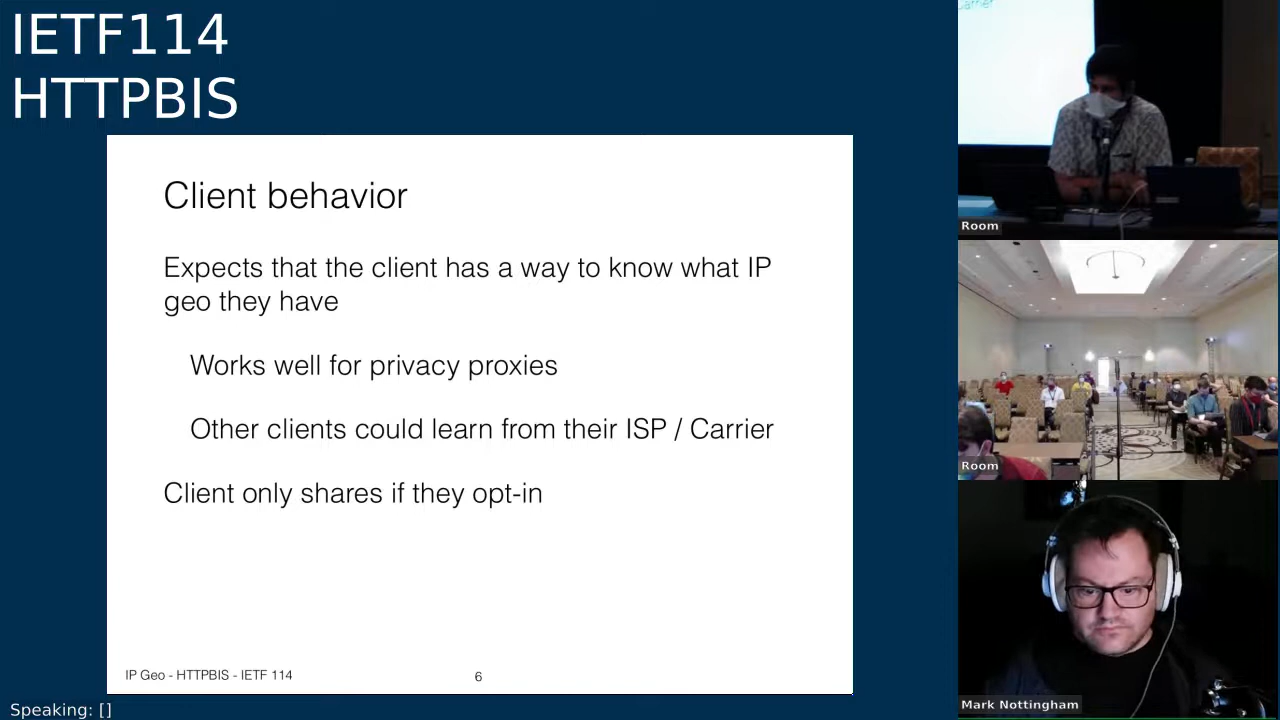 IETF114
HTTPBIS
Client behavior
Expects that the client has a way to know what IP
geo they have
Works well for privacy proxies
Other clients could learn from their ISP / Carrier
Client only shares if they opt-in
IP Geo - HTTPBIS - IETF 114
6
Speaking: []
Carrier
Room
Room
Mark Nottingham